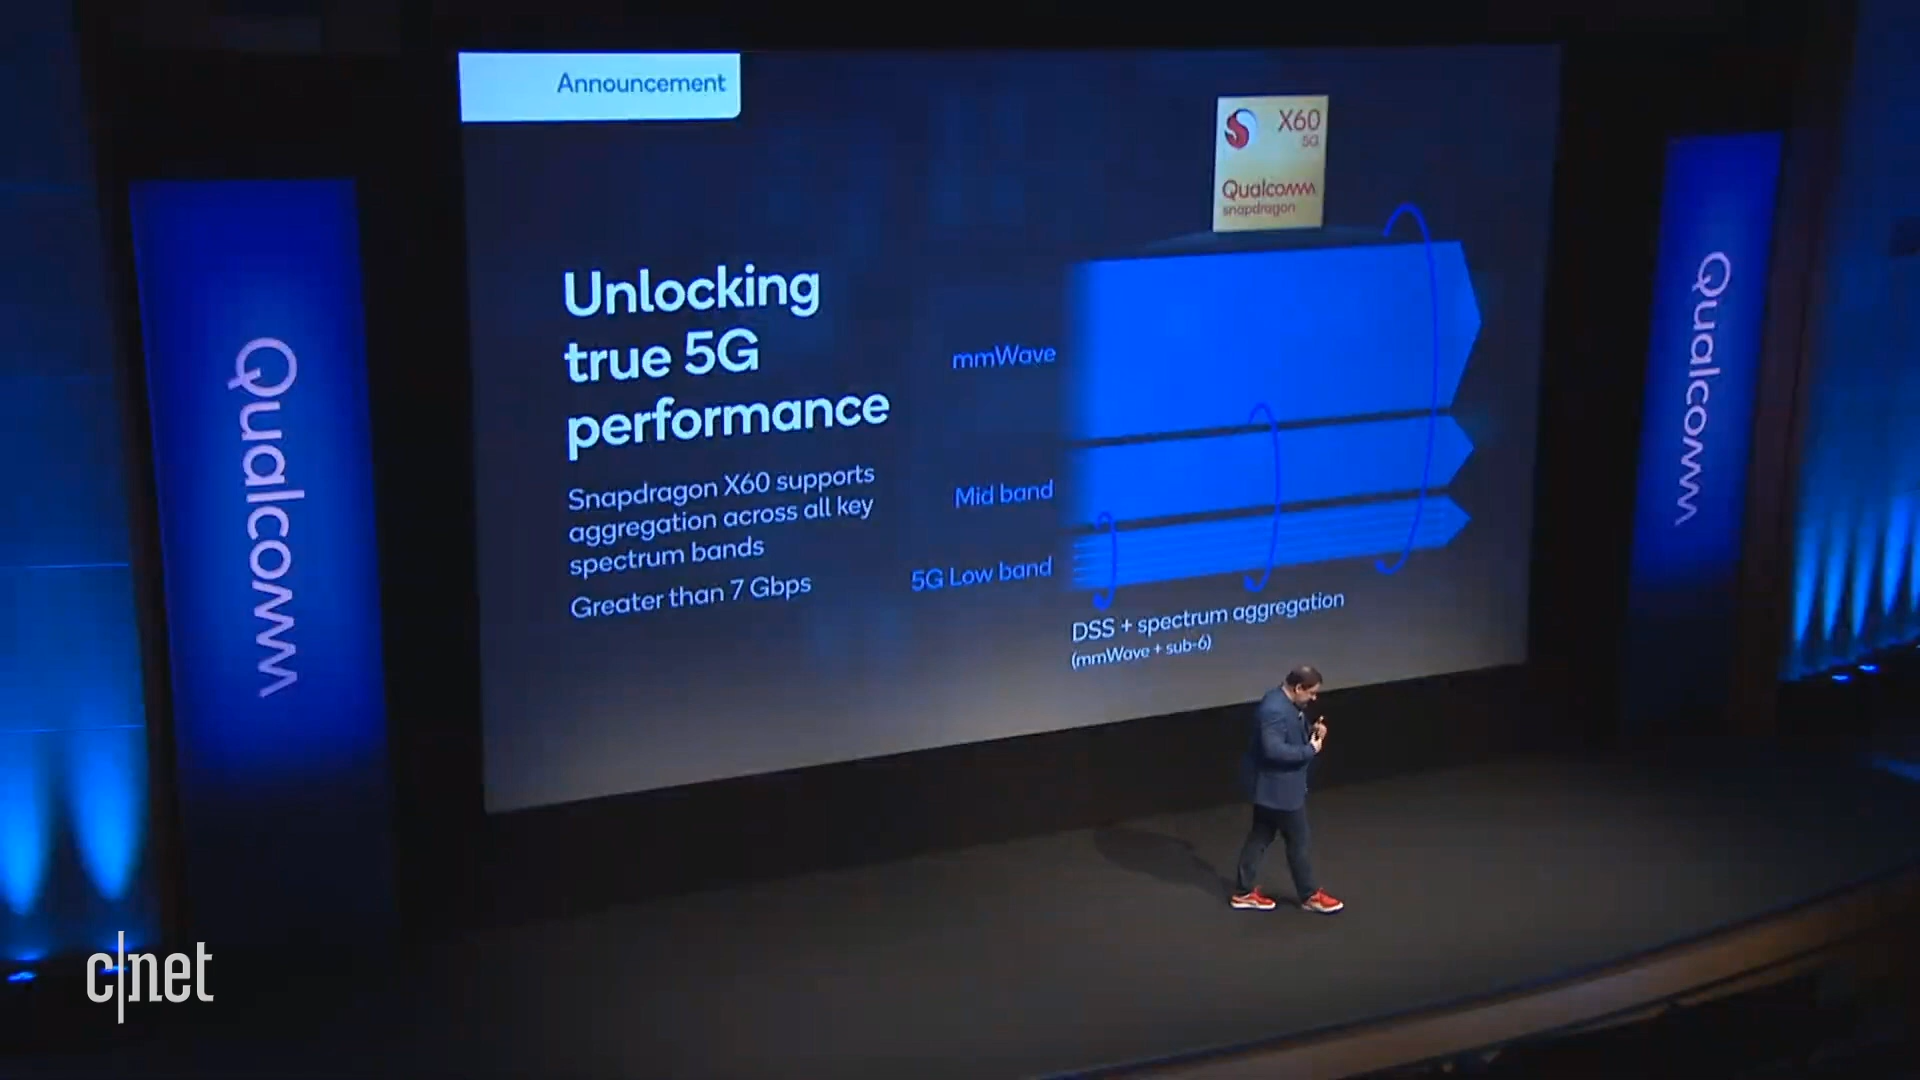 Announcement
X60
5G
Qualcomm
snapdragon
Unlocking
true 5G
performance
Snapdragon X60 supports
aggregation across all key
spectrum bands
Greater than 7 Gbps
mmWave
Mid band
5G Low band
DSS + spectrum aggregation
(mmWave + sub-6)
Qualcomm
Qualcomm
c|net